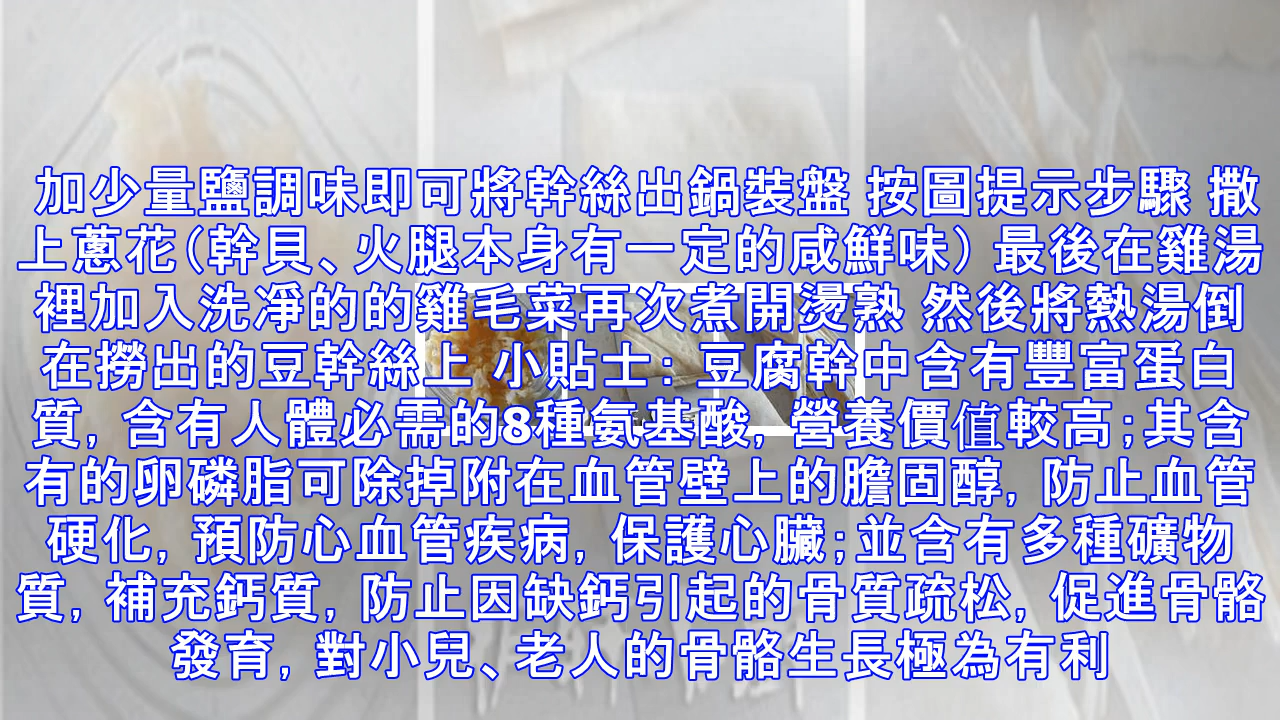 加少量鹽調味即可將幹絲出鍋裝盤 按圖提示步驟 撒
上蔥花(幹貝、火腿本身有一定的咸鮮味) 最後在雞湯
裡加入洗凈的的雞毛菜再次煮開燙熟 然後將熱湯倒
在撈出的豆幹絲上 小貼士: 豆腐幹中含有豐富蛋白
質, 含有人體必需的8種氨基酸, 營養價值較高;其含
有的卵磷脂可除掉附在血管壁上的膽固醇, 防止血管
硬化, 預防心血管疾病, 保護心臟;並含有多種礦物
質, 補充鈣質, 防止因缺鈣引起的骨質疏松, 促進骨骼
發育, 對小兒、老人的骨骼生長極為有利